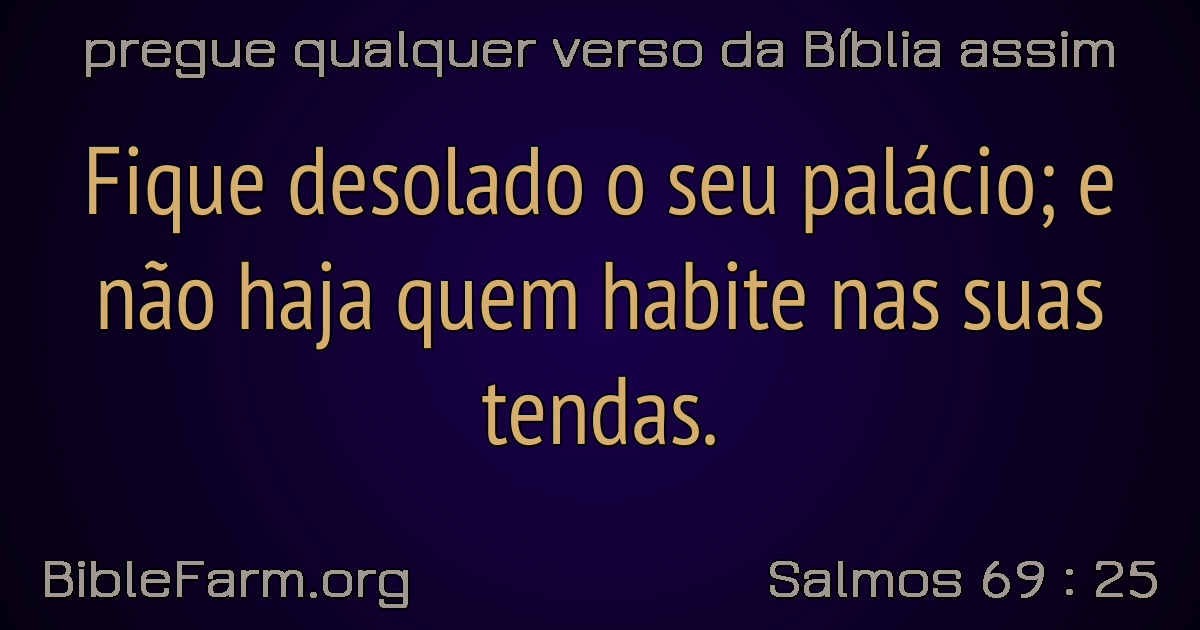 pregue qualquer verso da Bíblia assim
Fique desolado o seu palácio; e
não haja quem habite nas suas
tendas.
BibleFarm.org
Salmos 69 : 25